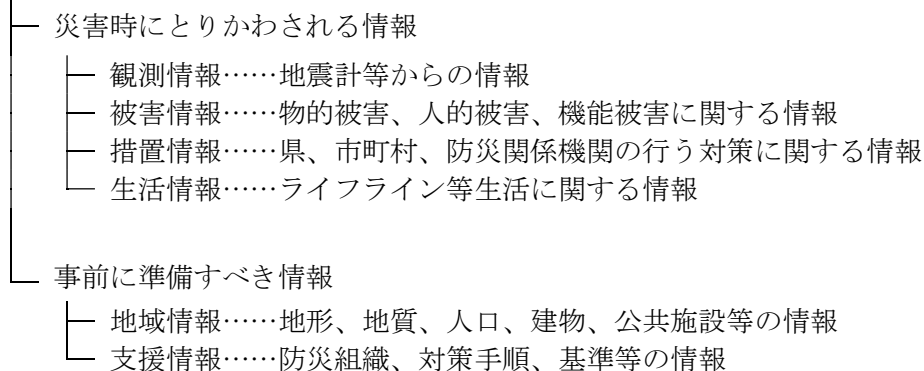 災害時にとりかわされる情報
観測情報……地震計等からの情報
被害情報……物的被害、人的被害、機能被害に関する情報
措置情報……県、市町村、防災関係機関の行う対策に関する情報
生活情報……ライフライン等生活に関する情報
事前に準備すべき情報
地域情報……地形、地質、人口、建物、公共施設等の情報
支援情報……防災組織、対策手順、基準等の情報